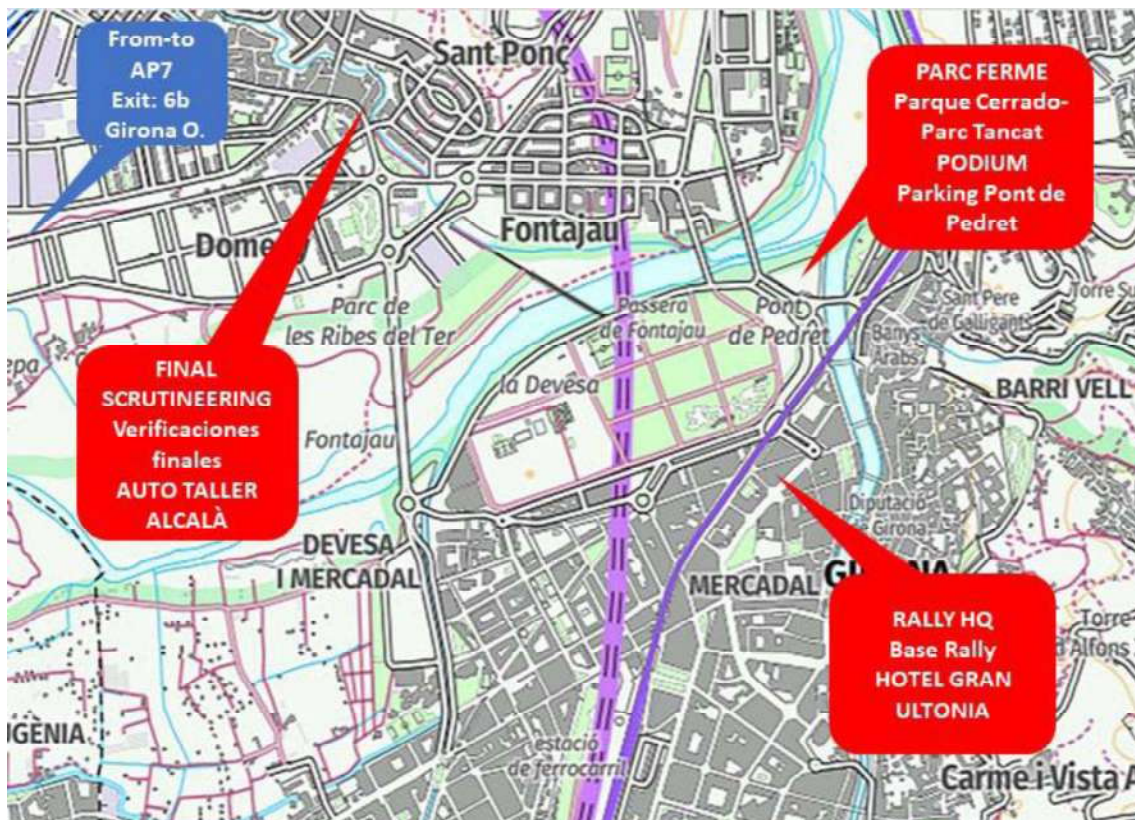 From-to
AP7
Exit: 6b
Girona O.
Sant Ponç
PARC FERME
Parque Cerrado-
Parc Tancat
PODIUM
Parking Pont de
Pedret
Fontajau
Parc de
les Ribes del Ter
Passera
de Fontajau
Pont
de Pedret
Sant Pere
de Galligants
Torre
Banys
Àrabs
BARRI VELL
la Devesa
FINAL
SCRUTINEERING
Verificaciones
finales
AUTO TALLER
ALCALÀ
Fontajau
Diputació
de Girona
DEVESA
I MERCADAL
MERCADAL
RALLY HQ
Base Rally
HOTEL GRAN
ULTONIA
Torre
d'Alfons
estació
de ferrocarril
Carme i Vista A